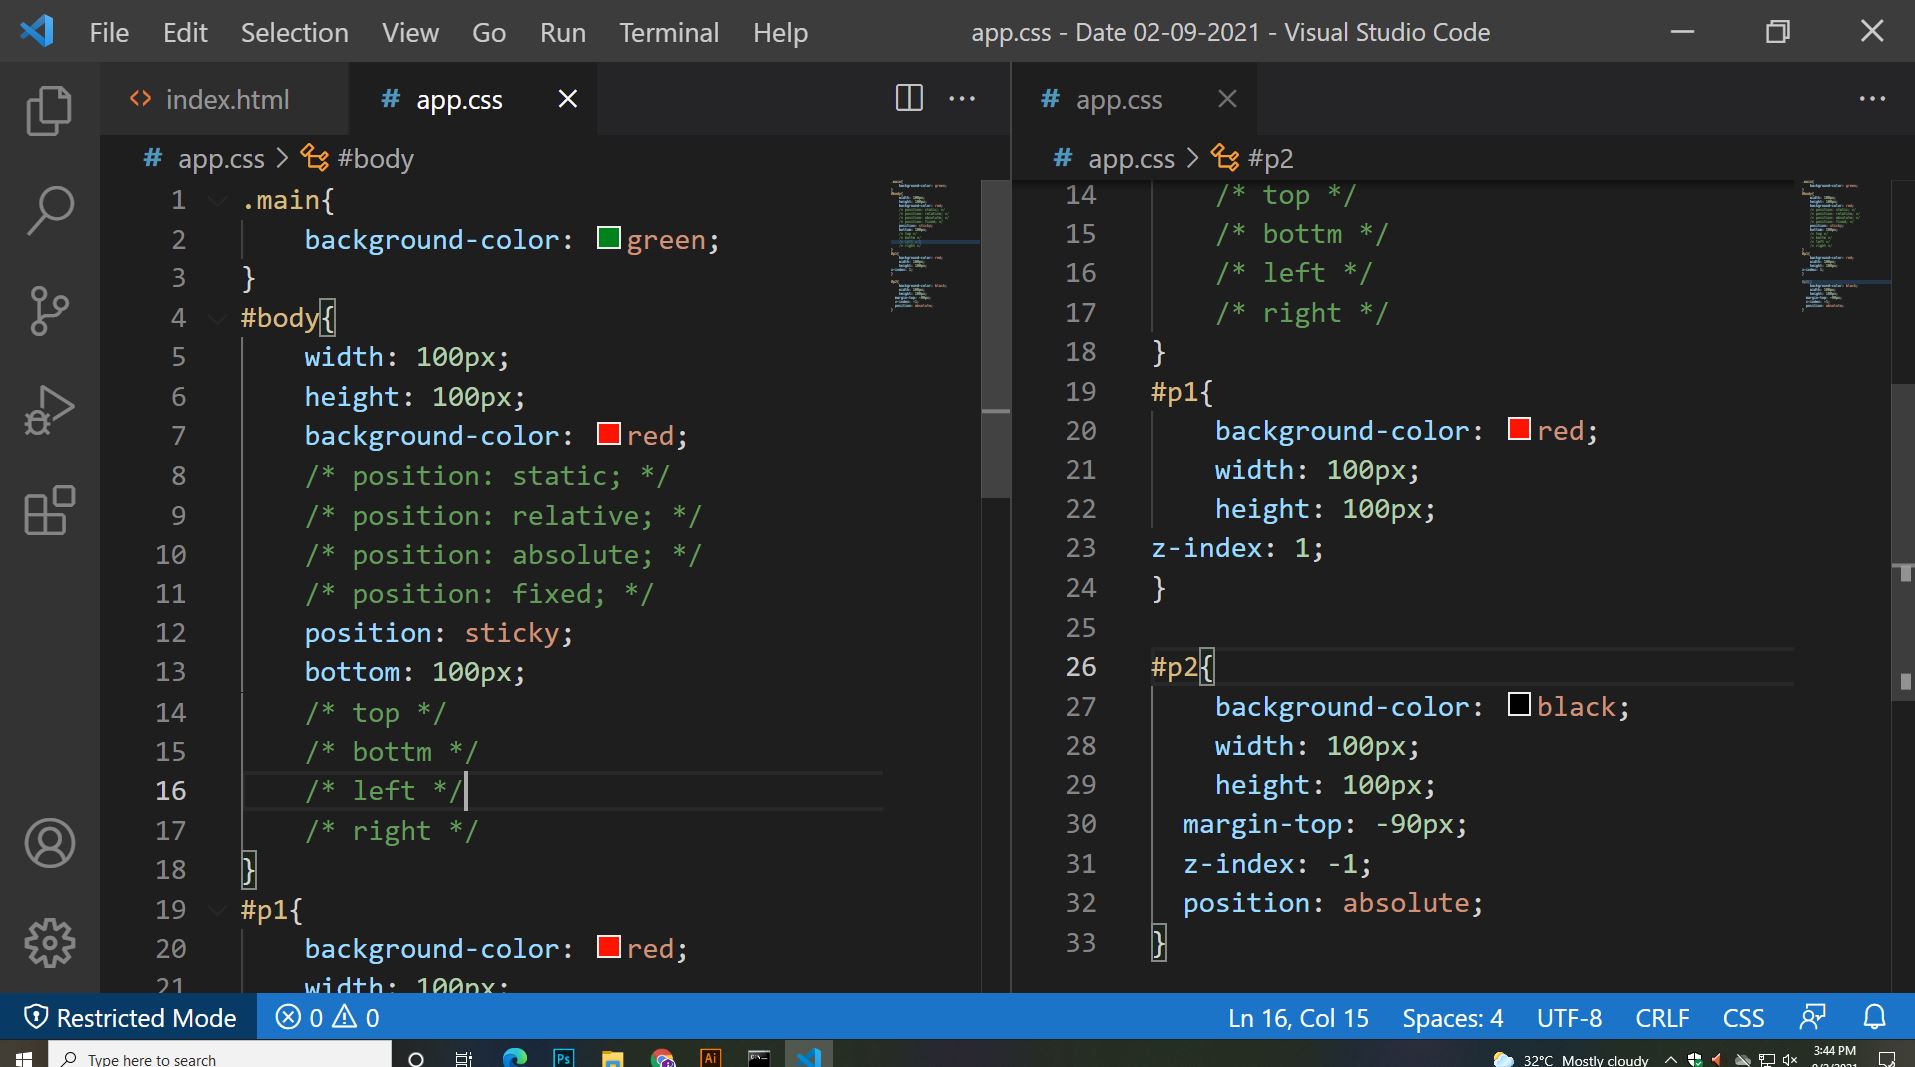 File Edit Selection View Go Run Terminal Help app.css - Date 02-09-2021 - Visual Studio Code
index.html
# app.css
# app.css > #body
1 .main{
2 background-color: green;
3 }
4 #body{
5 width: 100px;
6 height: 100px;
7 background-color: red;
8 /* position: static; */
9 /* position: relative; */
10 /* position: absolute; */
11 /* position: fixed; */
12 position: sticky;
13 bottom: 100px;
14 /* top */
15 /* bottm */
16 /* left */
17 /* right */
18 }
19 #p1{
20 background-color: red;
21 width: 100px;
# app.css
# app.css > #p2
14 /* top */
15 /* bottm */
16 /* left */
17 /* right */
18 }
19 #p1{
20 background-color: red;
21 width: 100px;
22 height: 100px;
23 z-index: 1;
24 }
25
26 #p2{
27 background-color: black;
28 width: 100px;
29 height: 100px;
30 margin-top: -90px;
31 z-index: -1;
32 position: absolute;
33 }
Restricted Mode 0 0 Ln 16, Col 15 Spaces: 4 UTF-8 CRLF CSS
Type here to search Ps Ai 32°C Mostly cloudy 3:44 PM